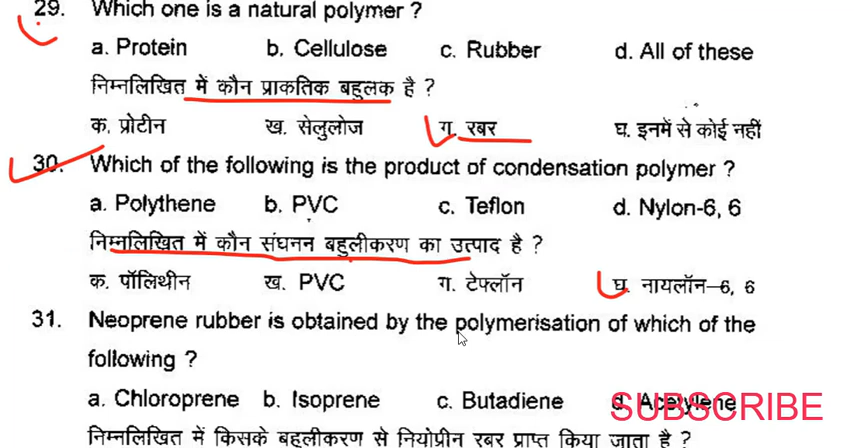 29. Which one is a natural polymer ?
a. Protein b. Cellulose c. Rubber d. All of these
निम्नलिखित में कौन प्राकतिक बहुलक है ?
क. प्रोटीन ख. सेलुलोज ग. रबर घ. इनमें से कोई नहीं
30. Which of the following is the product of condensation polymer ?
a. Polythene b. PVC c. Teflon d. Nylon-6, 6
निम्नलिखित में कौन संघनन बहुलीकरण का उत्पाद है ?
क. पॉलिथीन ख. PVC ग. टेफ्लॉन घ. नायलॉन–6, 6
31. Neoprene rubber is obtained by the polymerisation of which of the
following ?
a. Chloroprene b. Isoprene c. Butadiene d. Acetylene
SUBSCRIBE
निम्नलिखित में किसके बहुलीकरण से नियोप्रीन रबर प्राप्त किया जाता है ?